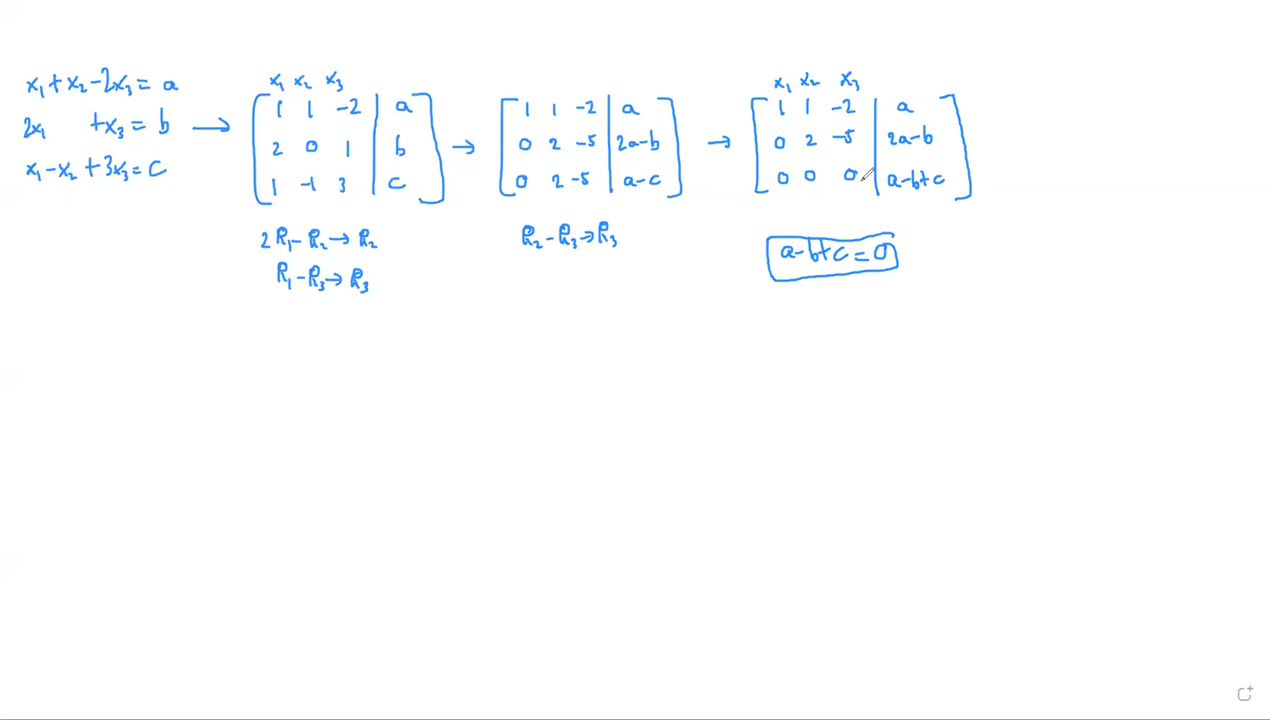 x₁+x₂-2x₃= a
2x₁ +x₃= b →
x₁-x₂+3x₃= c
x₁ x₂ x₃
1 1 -2 | a
2 0 1 | b →
1 -1 3 | c
2R₁-R₂→R₂
R₁-R₃→R₃
1 1 -2 | a
0 2 -5 | 2a-b →
0 2 -5 | a-c
R₂-R₃→R₃
x₁ x₂ x₃
1 1 -2 | a
0 2 -5 | 2a-b
0 0 0 | a-b+c
a-b+c=0